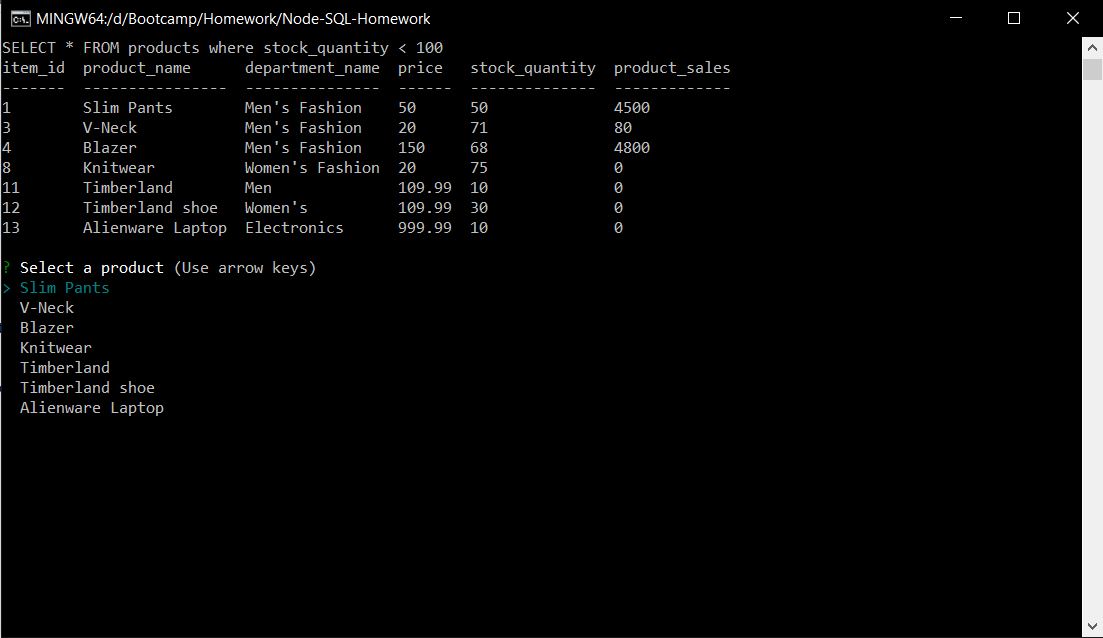 MINGW64:/d/Bootcamp/Homework/Node-SQL-Homework
SELECT * FROM products where stock_quantity < 100
item_id  product_name      department_name  price   stock_quantity  product_sales
-------  ----------------  ---------------  ------  --------------  -------------
1        Slim Pants        Men's Fashion    50      50              4500
3        V-Neck            Men's Fashion    20      71              80
4        Blazer            Men's Fashion    150     68              4800
8        Knitwear          Women's Fashion  20      75              0
11       Timberland        Men              109.99  10              0
12       Timberland shoe   Women's          109.99  30              0
13       Alienware Laptop  Electronics      999.99  10              0
? Select a product (Use arrow keys)
> Slim Pants
  V-Neck
  Blazer
  Knitwear
  Timberland
  Timberland shoe
  Alienware Laptop